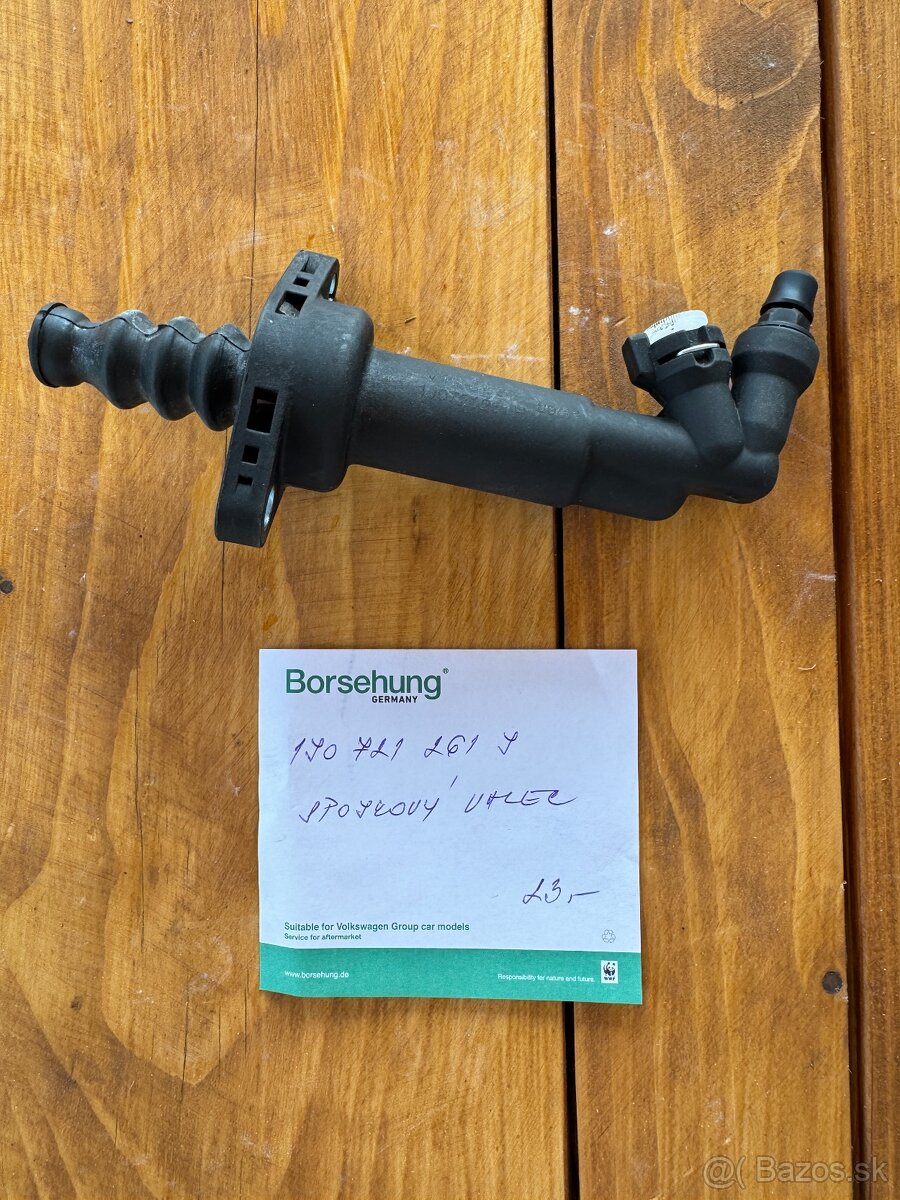 Borsehung®
GERMANY
1J0 721 261 J
SPOJKOVÝ VALEC
23,-
Suitable for Volkswagen Group car models
Service for aftermarket
www.borsehung.de
Responsibility for nature and future.
WWF
@( Bazos.sk